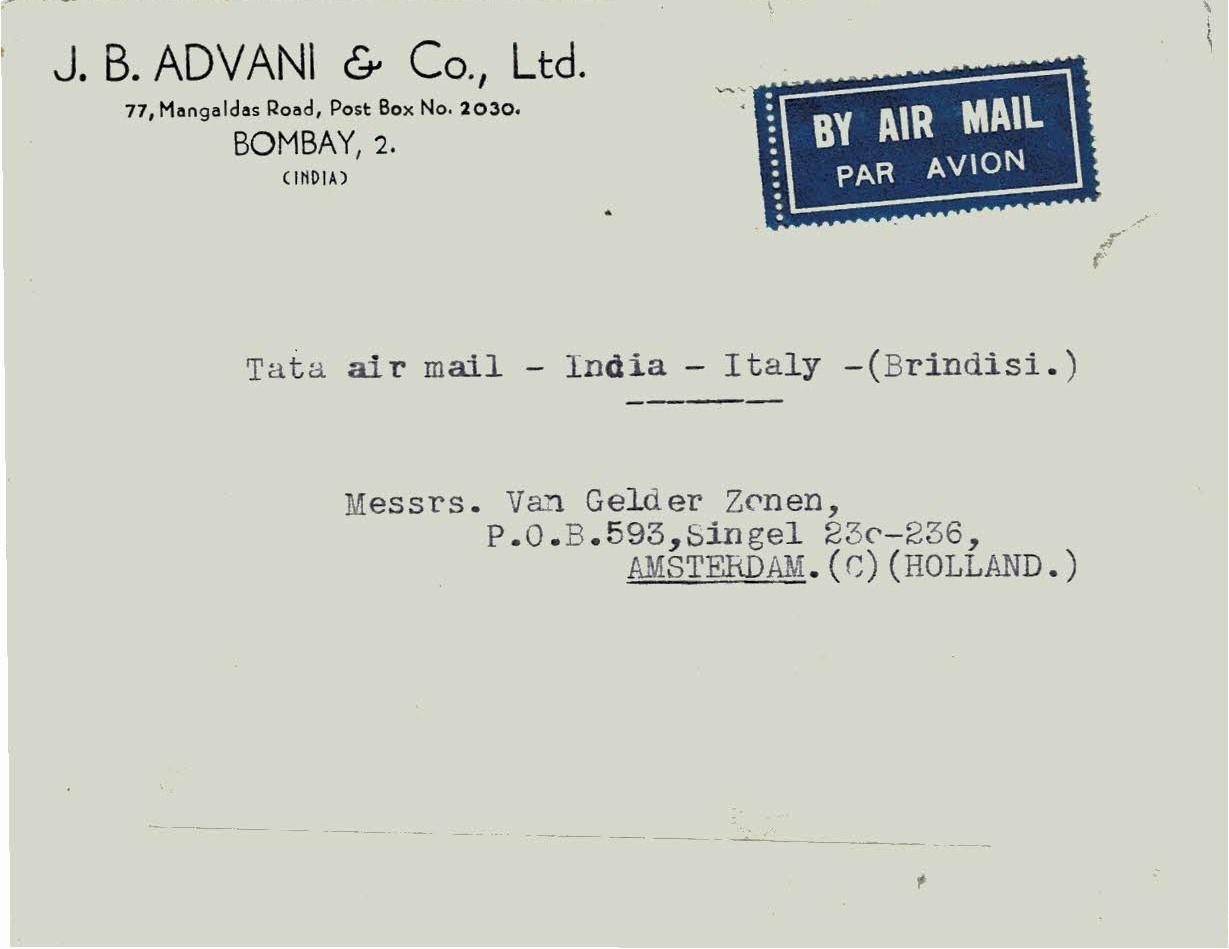 J. B. ADVANI & Co., Ltd.
77, Mangaldas Road, Post Box No. 2030.
BOMBAY, 2.
(INDIA)
BY AIR MAIL
PAR AVION
Tata air mail - India - Italy -(Brindisi.)
-------
Messrs. Van Gelder Zonen,
P.O.B.593,Singel 230-236,
AMSTERDAM.(C)(HOLLAND.)